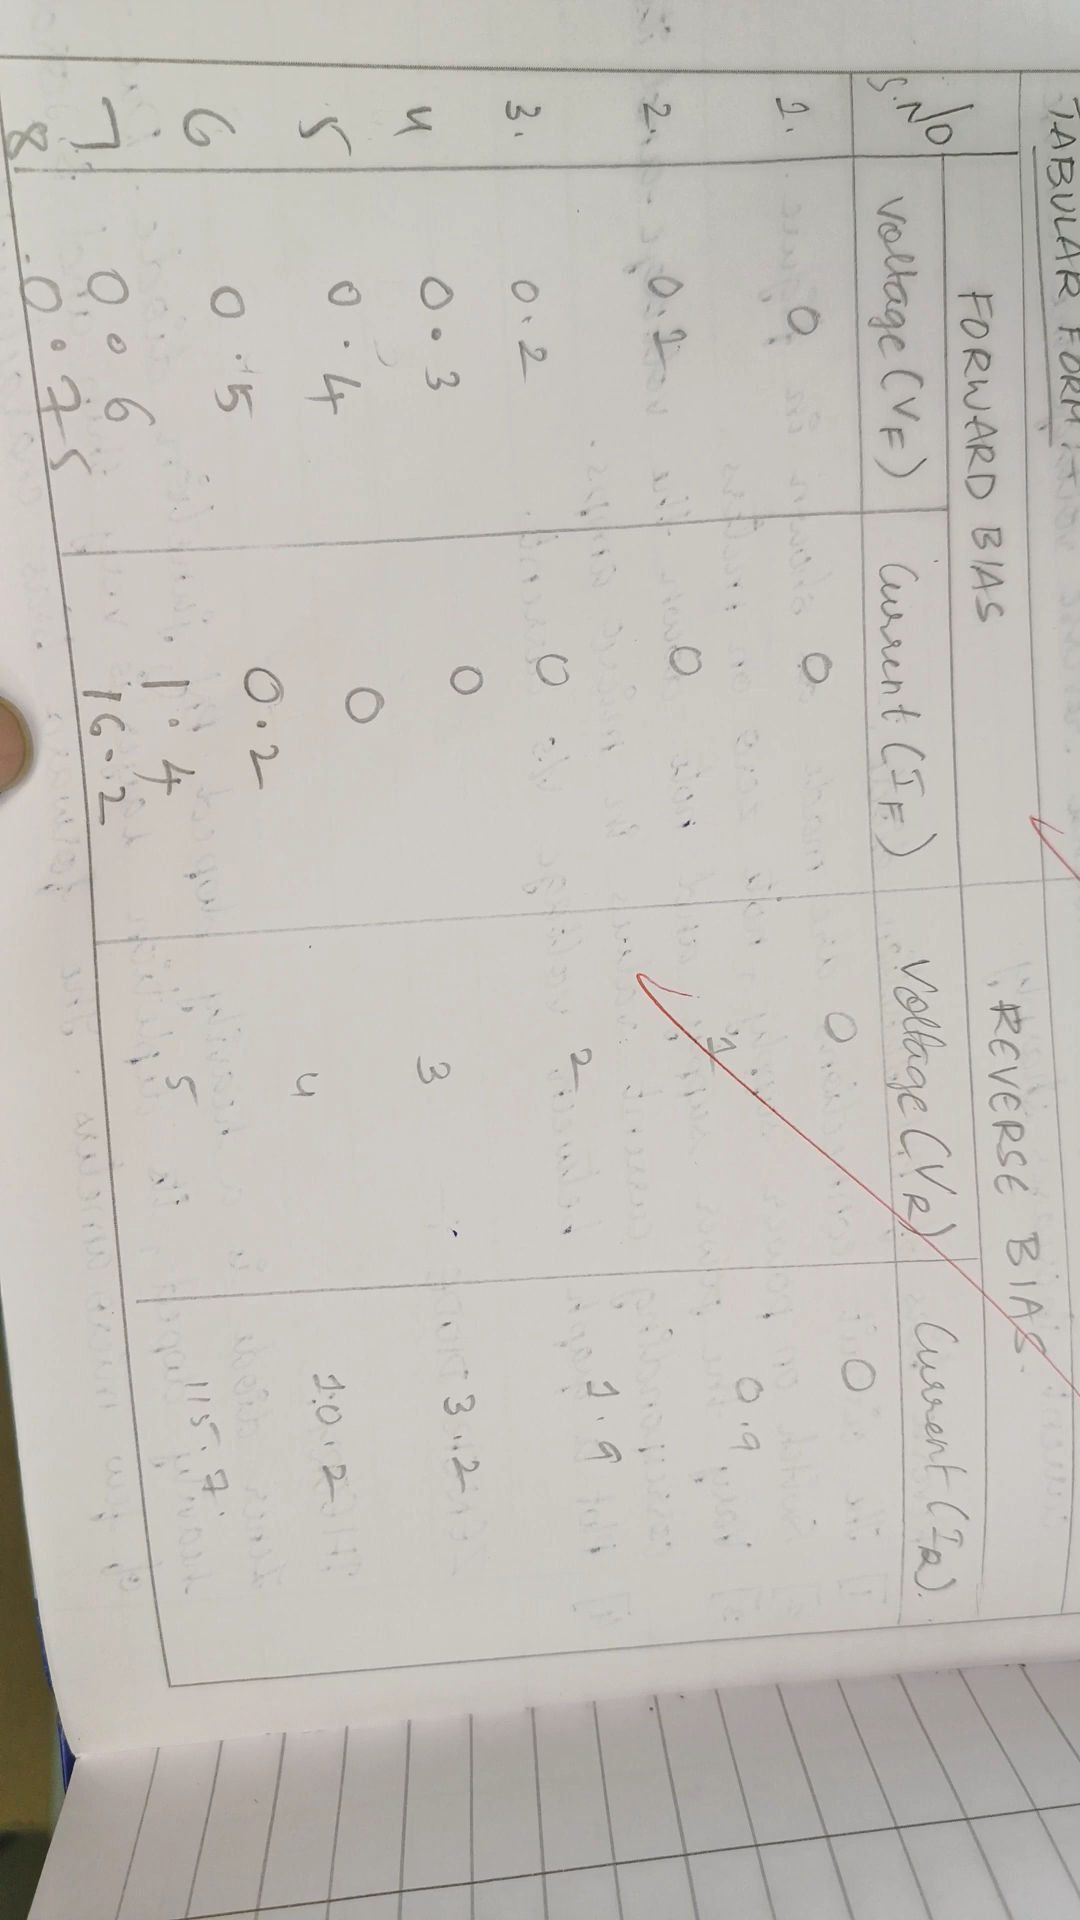 TABULAR FORM
S.NO FORWARD BIAS REVERSE BIAS.
Voltage (VF) Current (IF) Voltage (VR) Current (IR).
1. 0 0 0 0
2. 0.1 0 1 0.9
3. 0.2 0 2 1.9
4 0.3 0 3 3.2
5 0.4 0 4 10.2
6 0.5 0.2 5 115.7
7 0.6 1.4
8 0.75 16.2